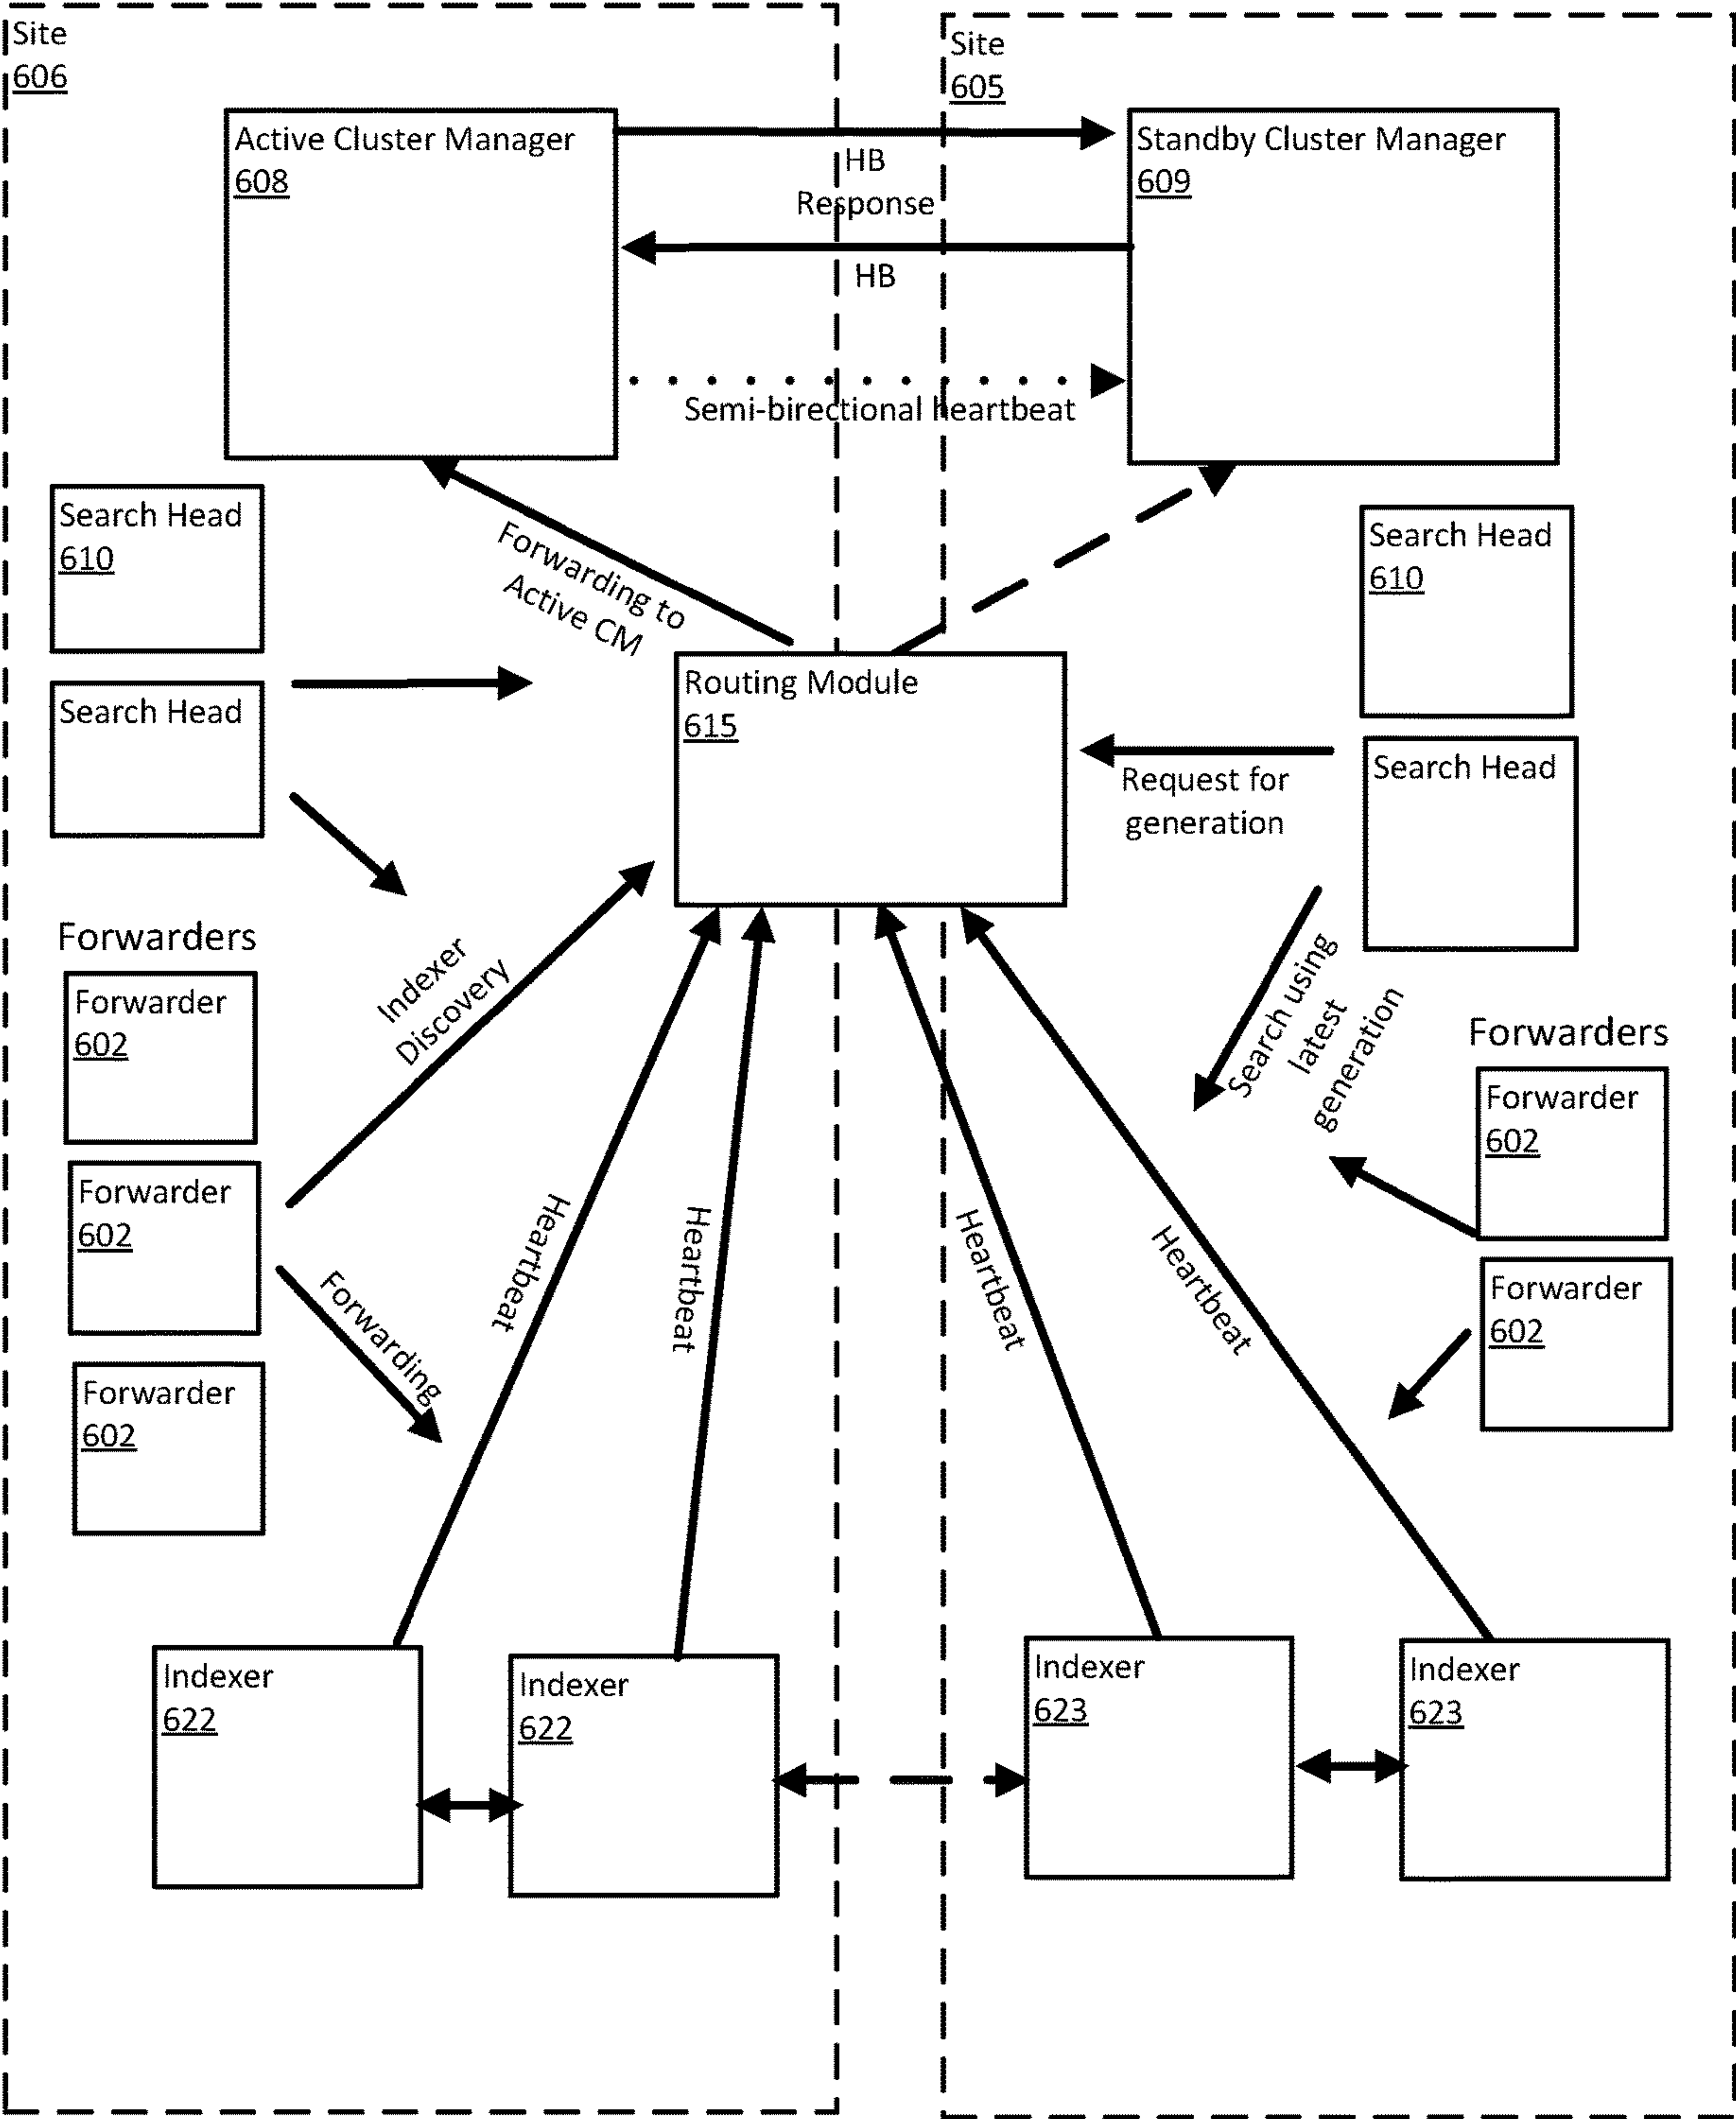 Site
606
Site
605
Active Cluster Manager
608
Standby Cluster Manager
609
HB
Response
HB
Semi-birectional heartbeat
Search Head
610
Search Head
Forwarding to
Active CM
Routing Module
615
Search Head
610
Search Head
Request for
generation
Search using
latest
generation
Forwarders
Forwarder
602
Forwarder
602
Forwarder
602
Indexer
Discovery
Forwarding
Heartbeat
Heartbeat
Heartbeat
Heartbeat
Forwarders
Forwarder
602
Forwarder
602
Indexer
622
Indexer
622
Indexer
623
Indexer
623